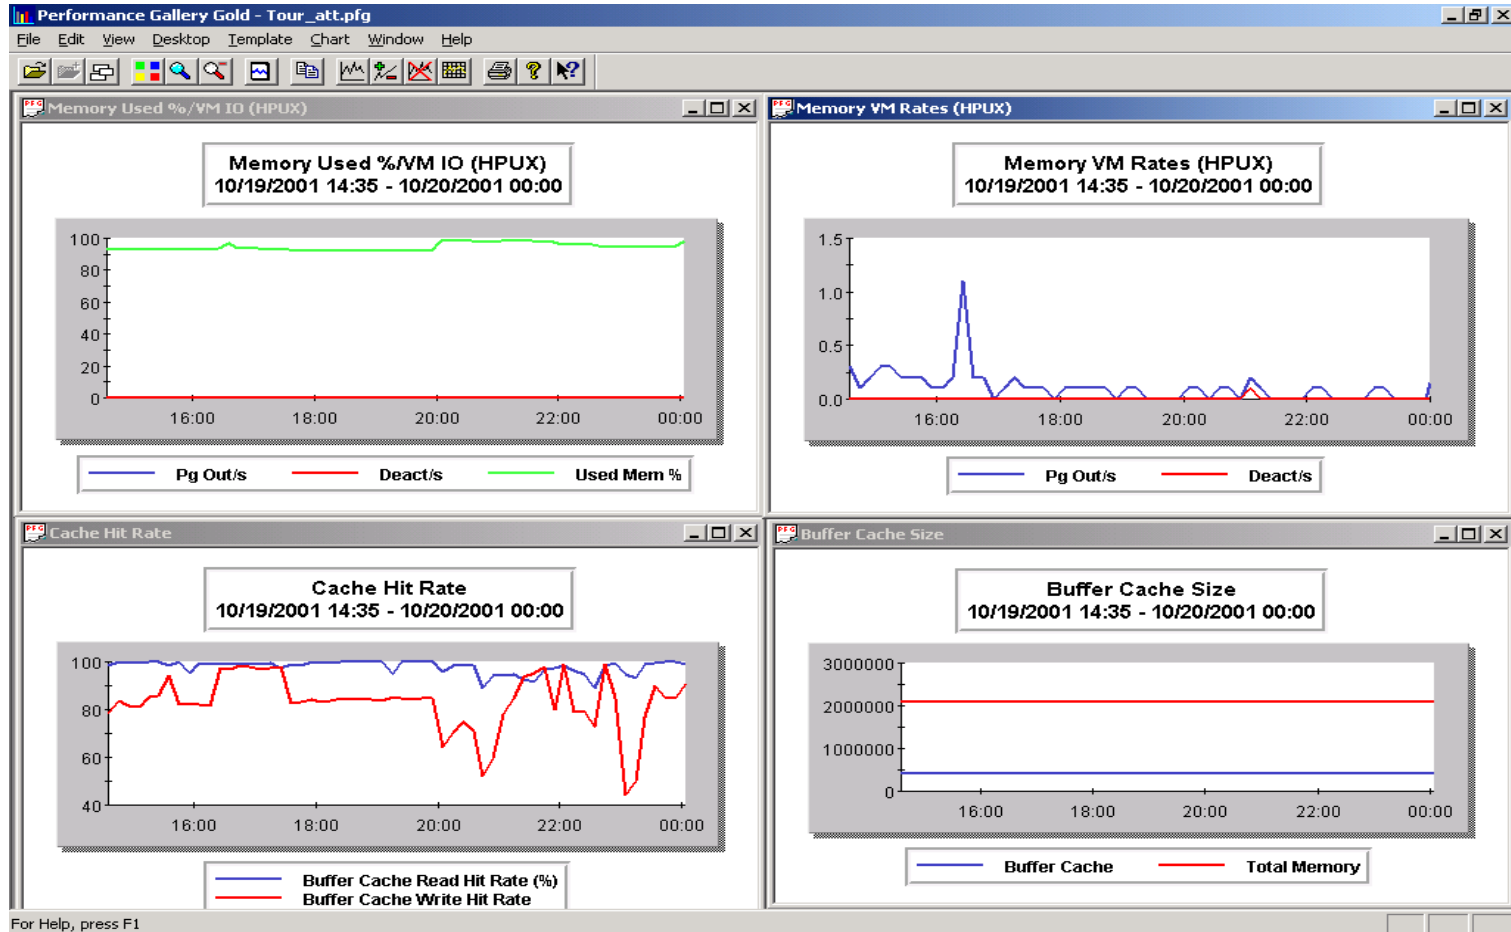 Performance Gallery Gold - Tour_att.pfg
File Edit View Desktop Template Chart Window Help
Memory Used %/VM IO (HPUX)
Memory Used %/VM IO (HPUX)
10/19/2001 14:35 - 10/20/2001 00:00
100
80
60
40
20
0
16:00 18:00 20:00 22:00 00:00
Pg Out/s Deact/s Used Mem %
Memory VM Rates (HPUX)
Memory VM Rates (HPUX)
10/19/2001 14:35 - 10/20/2001 00:00
1.5
1.0
0.5
0.0
16:00 18:00 20:00 22:00 00:00
Pg Out/s Deact/s
Cache Hit Rate
Cache Hit Rate
10/19/2001 14:35 - 10/20/2001 00:00
100
80
60
40
16:00 18:00 20:00 22:00 00:00
Buffer Cache Read Hit Rate (%)
Buffer Cache Write Hit Rate
Buffer Cache Size
Buffer Cache Size
10/19/2001 14:35 - 10/20/2001 00:00
3000000
2000000
1000000
0
16:00 18:00 20:00 22:00 00:00
Buffer Cache Total Memory
For Help, press F1